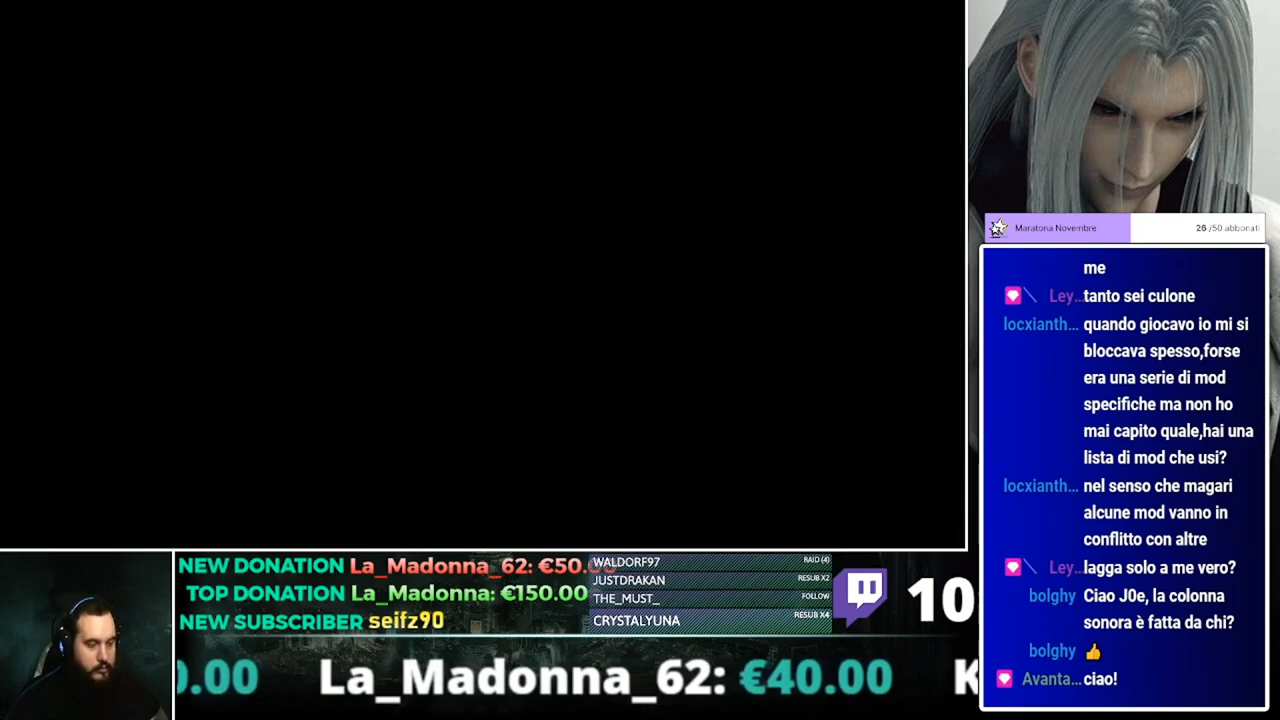 Maratona Novembre 26 /50 abbonati
me
Ley... tanto sei culone
locxianth... quando giocavo io mi si
bloccava spesso,forse
era una serie di mod
specifiche ma non ho
mai capito quale,hai una
lista di mod che usi?
locxianth... nel senso che magari
alcune mod vanno in
conflitto con altre
Ley... lagga solo a me vero?
bolghy Ciao J0e, la colonna
sonora è fatta da chi?
bolghy 👍
Avanta... ciao!
NEW DONATION La_Madonna_62: €50.
TOP DONATION La_Madonna: €150.00
NEW SUBSCRIBER seifz90
WALDORF97 RAID (4)
JUSTDRAKAN RESUB X2
THE_MUST_ FOLLOW
CRYSTALYUNA RESUB X4
10
0.00 La_Madonna_62: €40.00 K